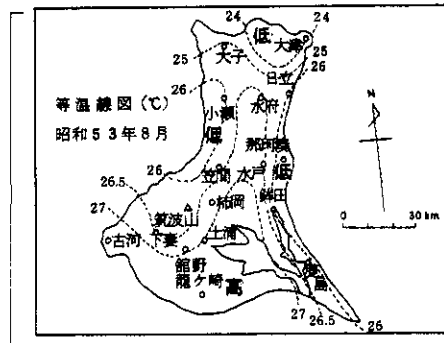 24
24
低
大津
25
大子
25
日立
26
26
等温線図(℃)
小瀬
水府
昭和53年8月
低
那珂湊
26
笠間
水戸
低
26.5
鉾田
柿岡
27
筑波山
古河
下妻
土浦
館野
鹿島
龍ヶ崎
高
27
26.5
26
N
0
30 km